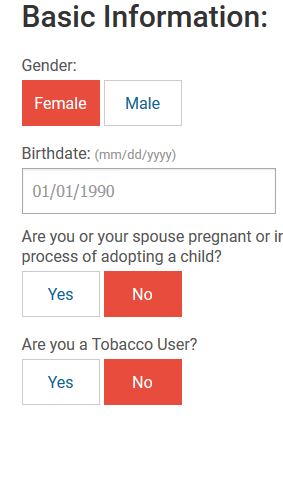 Basic Information:
Gender:
Female Male
Birthdate: (mm/dd/yyyy)
01/01/1990
Are you or your spouse pregnant or
process of adopting a child?
Yes No
Are you a Tobacco User?
Yes No